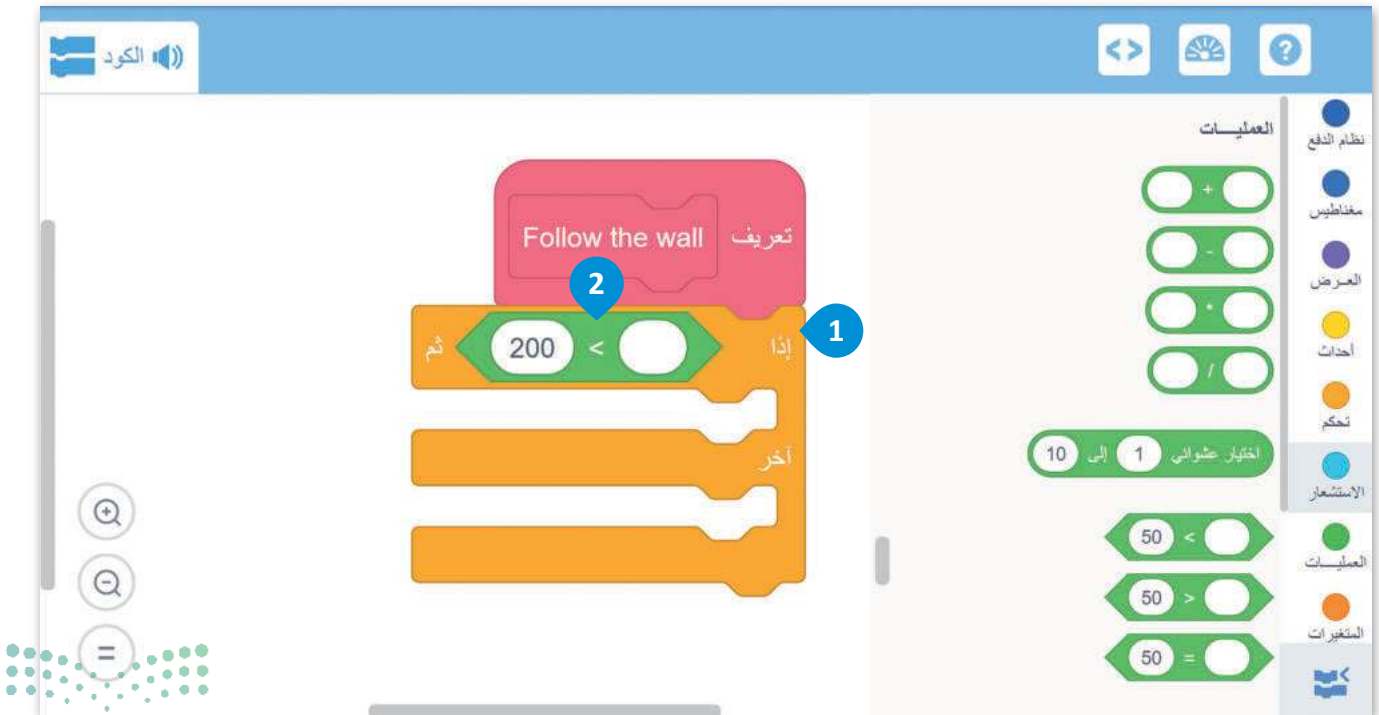 الكود
< >
?
نظام الدفع
مغناطيس
العرض
أحداث
تحكم
الاستشعار
العمليـــات
المتغيرات
العمليـــات
+
-
*
/
اختيار عشوائي 1 إلى 10
50 < 
50 > 
50 = 
تعريف Follow the wall
إذا 200 < ثم
آخر
1
2
=